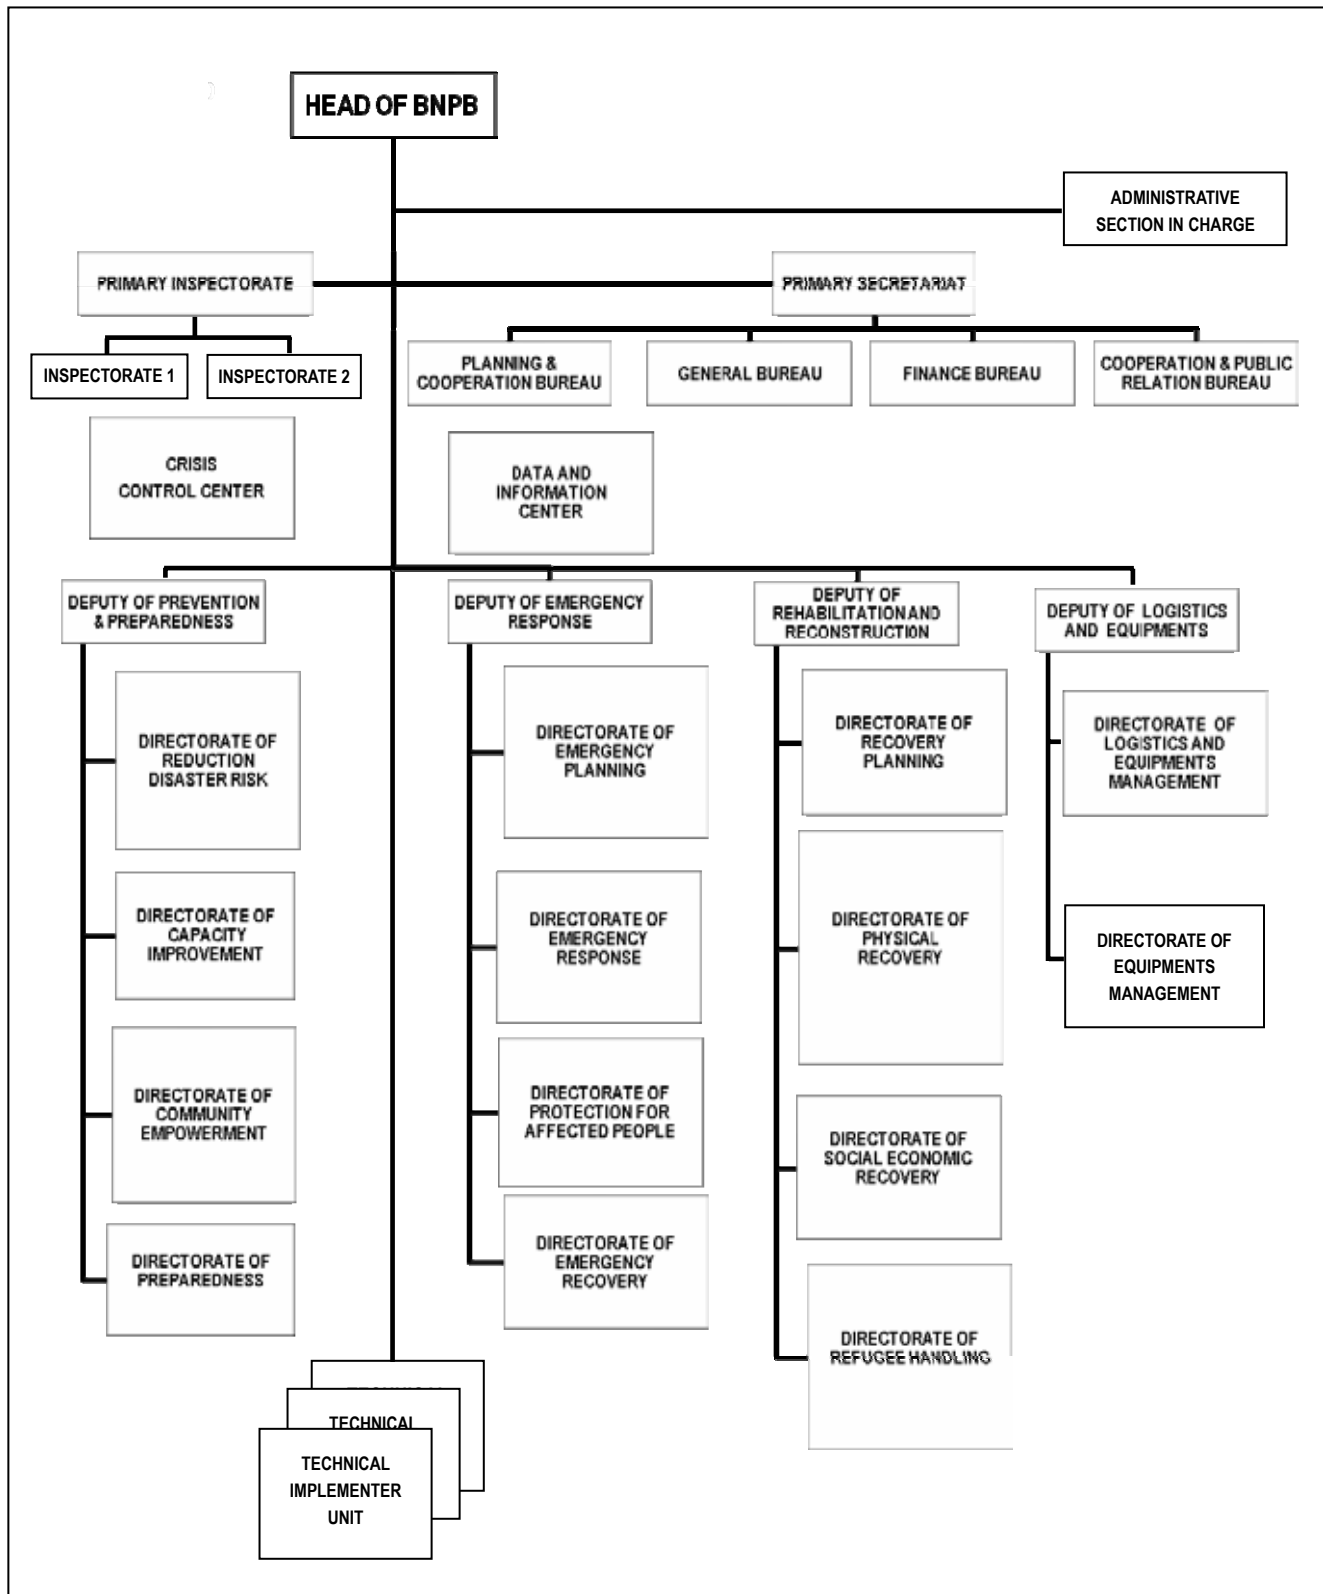 HEAD OF BNPB
ADMINISTRATIVE
SECTION IN CHARGE
PRIMARY INSPECTORATE
PRIMARY SECRETARIAT
INSPECTORATE 1
INSPECTORATE 2
PLANNING &
COOPERATION BUREAU
GENERAL BUREAU
FINANCE BUREAU
COOPERATION & PUBLIC
RELATION BUREAU
CRISIS
CONTROL CENTER
DATA AND
INFORMATION
CENTER
DEPUTY OF PREVENTION
& PREPAREDNESS
DEPUTY OF EMERGENCY
RESPONSE
DEPUTY OF
REHABILITATION AND
RECONSTRUCTION
DEPUTY OF LOGISTICS
AND EQUIPMENTS
DIRECTORATE OF
REDUCTION
DISASTER RISK
DIRECTORATE OF
CAPACITY
IMPROVEMENT
DIRECTORATE OF
COMMUNITY
EMPOWERMENT
DIRECTORATE OF
PREPAREDNESS
DIRECTORATE OF
EMERGENCY
PLANNING
DIRECTORATE OF
EMERGENCY
RESPONSE
DIRECTORATE OF
PROTECTION FOR
AFFECTED PEOPLE
DIRECTORATE OF
EMERGENCY
RECOVERY
DIRECTORATE OF
RECOVERY
PLANNING
DIRECTORATE OF
PHYSICAL
RECOVERY
DIRECTORATE OF
SOCIAL ECONOMIC
RECOVERY
DIRECTORATE OF
REFUGEE HANDLING
DIRECTORATE OF
LOGISTICS AND
EQUIPMENTS
MANAGEMENT
DIRECTORATE OF
EQUIPMENTS
MANAGEMENT
TECHNICAL
TECHNICAL
IMPLEMENTER
UNIT